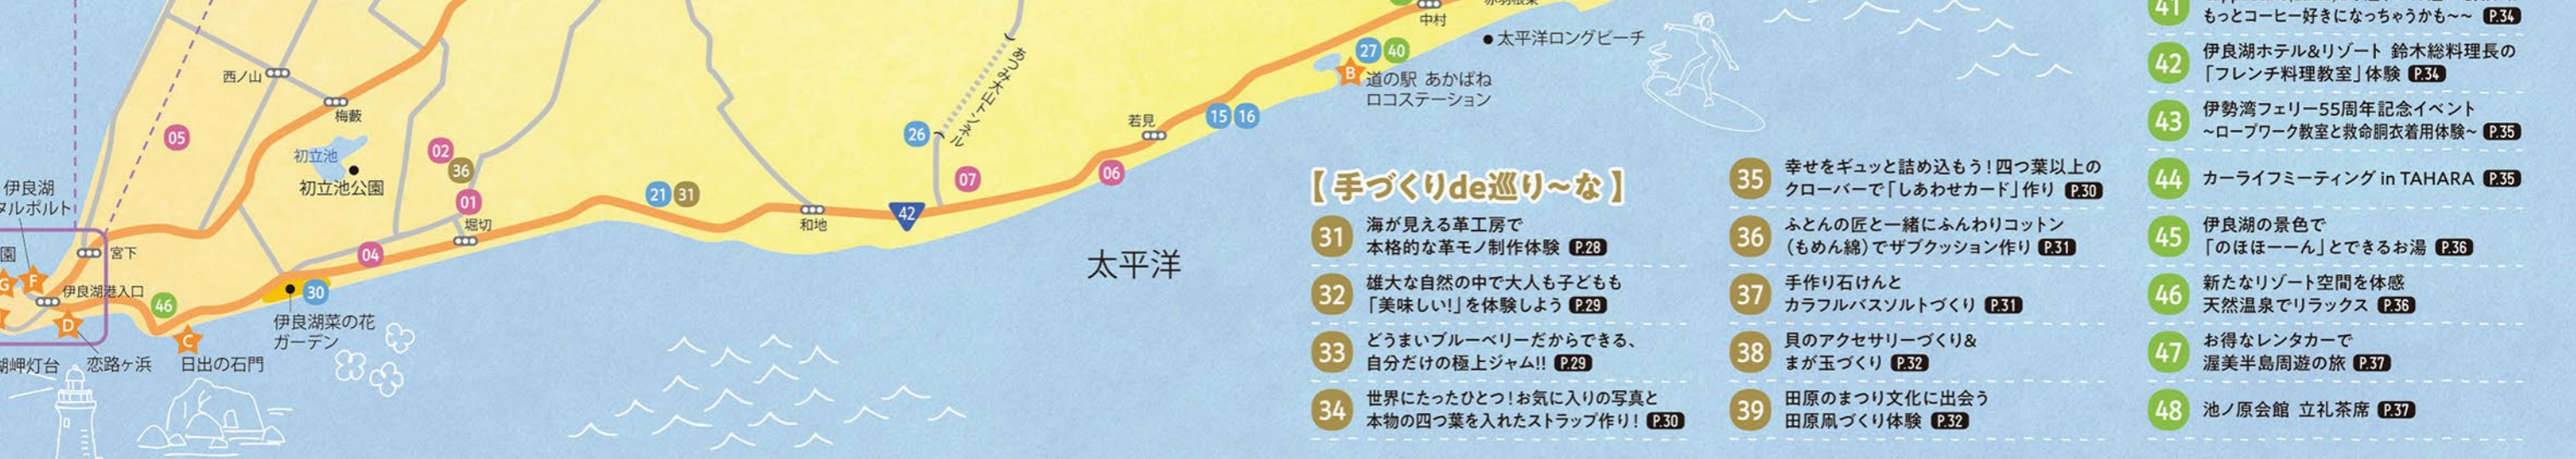 中村
太平洋ロングビーチ
27 40
B
道の駅 あかばね
ロコステーション
西ノ山
梅藪
05
初立池
初立池公園
02
36
01
堀切
04
21 31
和地
26
あつみ大山トンネル
07
42
06
若見
15 16
太平洋
伊良湖
タルポルト
園
宮下
G F
伊良湖港入口
D
恋路ヶ浜
湖岬灯台
46
C
日出の石門
30
伊良湖菜の花
ガーデン
【手づくりde巡り〜な】
31 海が見える革工房で
本格的な革モノ制作体験 P.28
32 雄大な自然の中で大人も子どもも
「美味しい!」を体験しよう P.29
33 どうまいブルーベリーだからできる、
自分だけの極上ジャム!! P.29
34 世界にたったひとつ!お気に入りの写真と
本物の四つ葉を入れたストラップ作り! P.30
35 幸せをギュッと詰め込もう!四つ葉以上の
クローバーで「しあわせカード」作り P.30
36 ふとんの匠と一緒にふんわりコットン
(もめん綿)でザブクッション作り P.31
37 手作り石けんと
カラフルバスソルトづくり P.31
38 貝のアクセサリーづくり&
まが玉づくり P.32
39 田原のまつり文化に出会う
田原凧づくり体験 P.32
41
もっとコーヒー好きになっちゃうかも~~ P.34
42 伊良湖ホテル&リゾート 鈴木総料理長の
「フレンチ料理教室」体験 P.34
43 伊勢湾フェリー55周年記念イベント
~ロープワーク教室と救命胴衣着用体験~ P.35
44 カーライフミーティング in TAHARA P.35
45 伊良湖の景色で
「のほほーーん」とできるお湯 P.36
46 新たなリゾート空間を体感
天然温泉でリラックス P.36
47 お得なレンタカーで
渥美半島周遊の旅 P.37
48 池ノ原会館 立礼茶席 P.37